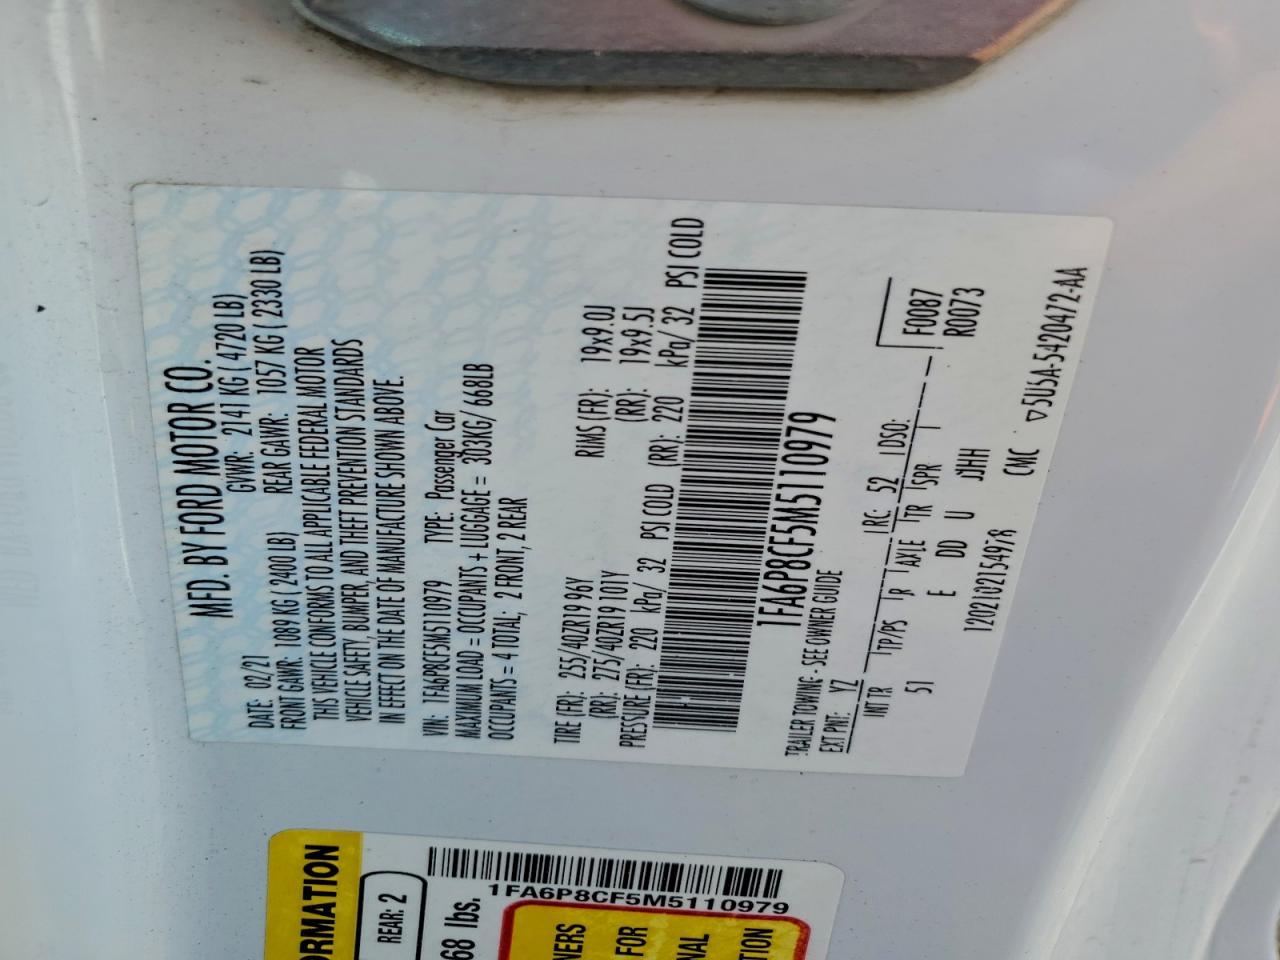 MFD. BY FORD MOTOR CO.
DATE: 02/21 GVWR: 2141 KG ( 4720 LB)
FRONT GAWR: 1089 KG ( 2400 LB) REAR GAWR: 1057 KG ( 2330 LB)
THIS VEHICLE CONFORMS TO ALL APPLICABLE FEDERAL MOTOR
VEHICLE SAFETY, BUMPER, AND THEFT PREVENTION STANDARDS
IN EFFECT ON THE DATE OF MANUFACTURE SHOWN ABOVE.
VIN: 1FA6P8CF5M5110979 TYPE: Passenger Car
MAXIMUM LOAD = OCCUPANTS + LUGGAGE = 303KG/ 668LB
OCCUPANTS = 4 TOTAL; 2 FRONT, 2 REAR
TIRE (FR): 255/40ZR19 96Y RIMS (FR): 19x9.0J
(RR): 275/40ZR19 101Y (RR): 19x9.5J
PRESSURE (FR): 220 kPa/ 32 PSI COLD (RR): 220 kPa/ 32 PSI COLD
1FA6P8CF5M5110979
TRAILER TOWING - SEE OWNER GUIDE
EXT PNT: YZ RC: 52 DSO: F0087
INT TR TP/PS R AXLE TR SPR R0073
51 E DD U JJHH
12021021549
CMC ▽5U5A-5420472-AA
ORMATION
REAR: 2
68 lbs.
1FA6P8CF5M5110979
NERS
FOR
NAL
TION